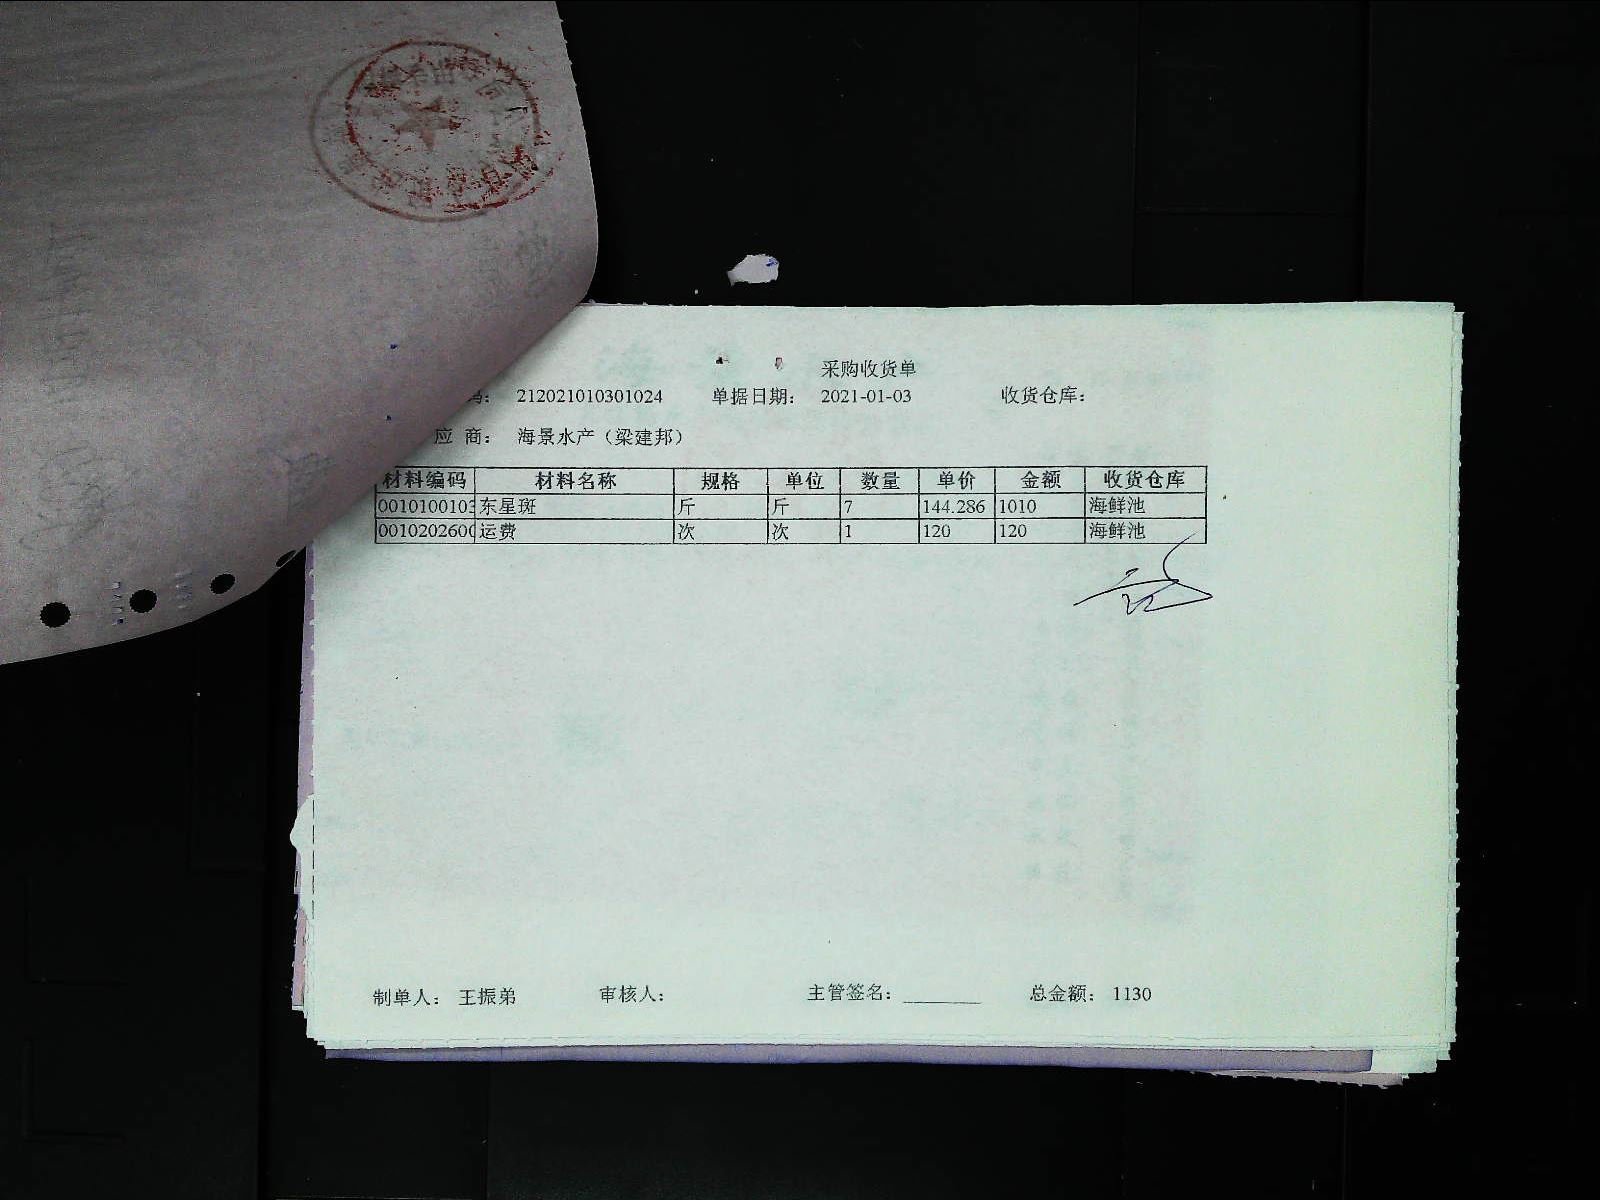 采购收货单
码： 212021010301024 单据日期： 2021-01-03 收货仓库：
应 商： 海景水产（梁建邦）
材料编码 材料名称 规格 单位 数量 单价 金额 收货仓库
001010010 东星斑 斤 斤 7 144.286 1010 海鲜池
001020260 运费 次 次 1 120 120 海鲜池
制单人： 王振弟 审核人： 主管签名：________ 总金额： 1130